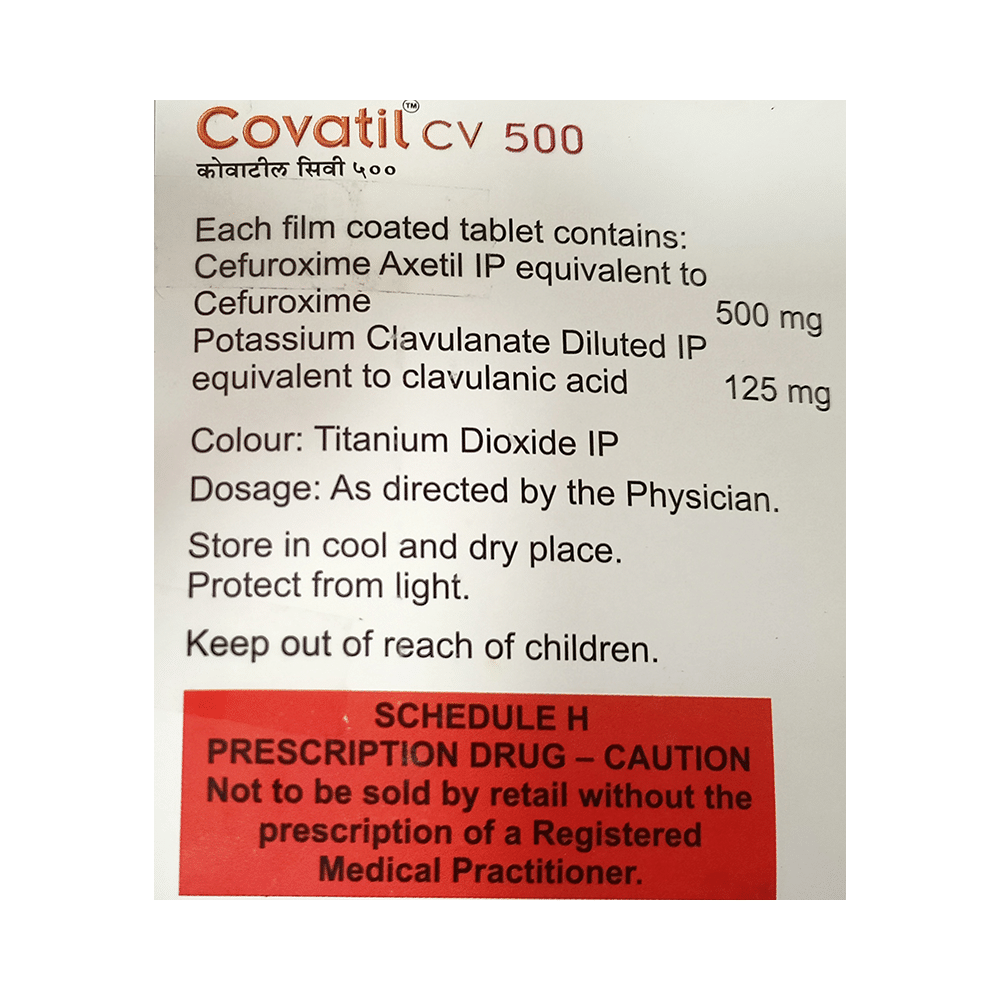 Covatil™ CV 500
कोवाटील सिवी ५००
Each film coated tablet contains:
Cefuroxime Axetil IP equivalent to
Cefuroxime 500 mg
Potassium Clavulanate Diluted IP
equivalent to clavulanic acid 125 mg
Colour: Titanium Dioxide IP
Dosage: As directed by the Physician.
Store in cool and dry place.
Protect from light.
Keep out of reach of children.
SCHEDULE H
PRESCRIPTION DRUG – CAUTION
Not to be sold by retail without the
prescription of a Registered
Medical Practitioner.